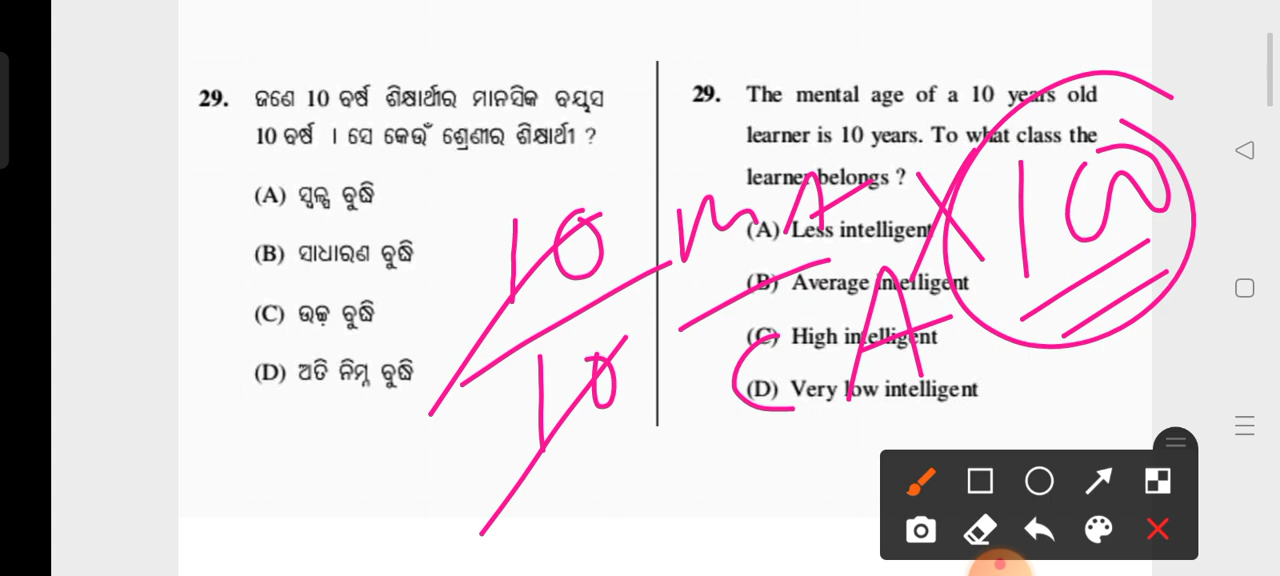 29. ଜଣେ 10 ବର୍ଷ ଶିକ୍ଷାର୍ଥୀର ମାନସିକ ବୟସ
10 ବର୍ଷ । ସେ କେଉଁ ଶ୍ରେଣୀର ଶିକ୍ଷାର୍ଥୀ ?
(A) ସ୍ୱଳ୍ପ ବୁଦ୍ଧି
(B) ସାଧାରଣ ବୁଦ୍ଧି
(C) ଉଚ୍ଚ ବୁଦ୍ଧି
(D) ଅତି ନିମ୍ନ ବୁଦ୍ଧି
29. The mental age of a 10 years old
learner is 10 years. To what class the
learner belongs ?
(A) Less intelligent
(B) Average intelligent
(C) High intelligent
(D) Very low intelligent
10
10
MA
CA
X 100